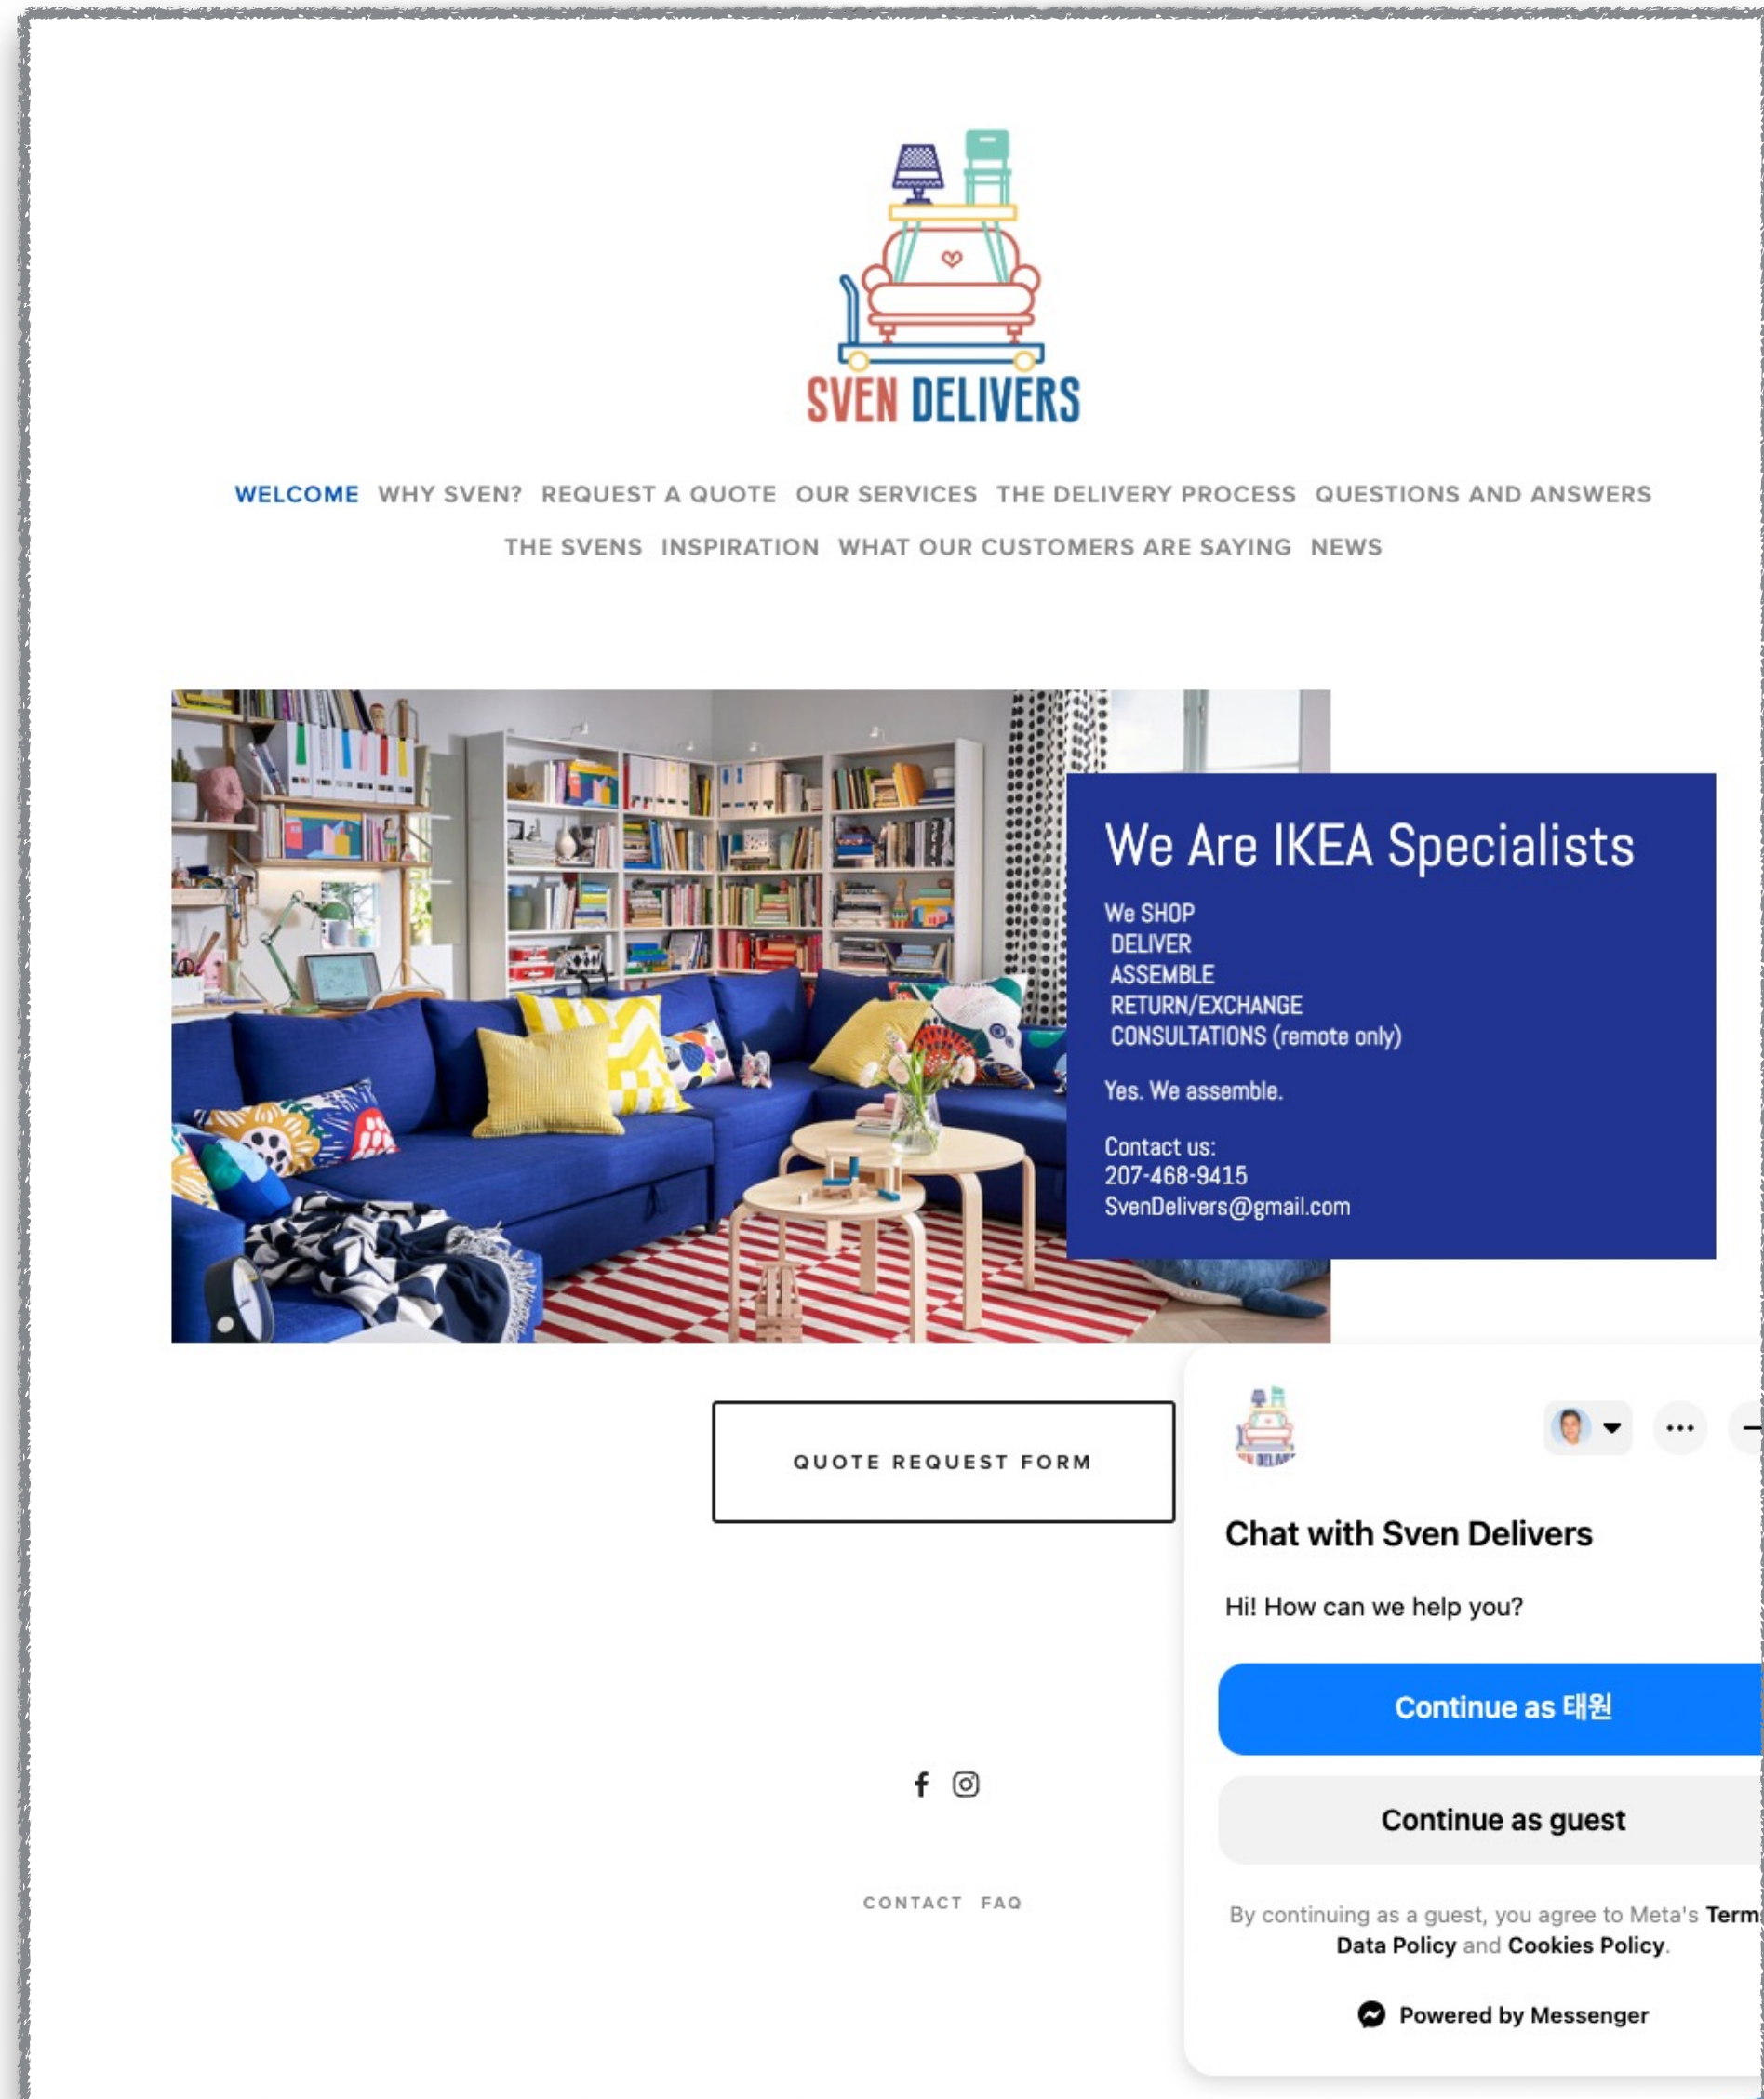 SVEN DELIVERS
WELCOME WHY SVEN? REQUEST A QUOTE OUR SERVICES THE DELIVERY PROCESS QUESTIONS AND ANSWERS
THE SVENS INSPIRATION WHAT OUR CUSTOMERS ARE SAYING NEWS
We Are IKEA Specialists
We SHOP
DELIVER
ASSEMBLE
RETURN/EXCHANGE
CONSULTATIONS (remote only)
Yes. We assemble.
Contact us:
207-468-9415
SvenDelivers@gmail.com
QUOTE REQUEST FORM
Chat with Sven Delivers
Hi! How can we help you?
Continue as 태원
Continue as guest
CONTACT FAQ
By continuing as a guest, you agree to Meta's Term
Data Policy and Cookies Policy.
Powered by Messenger